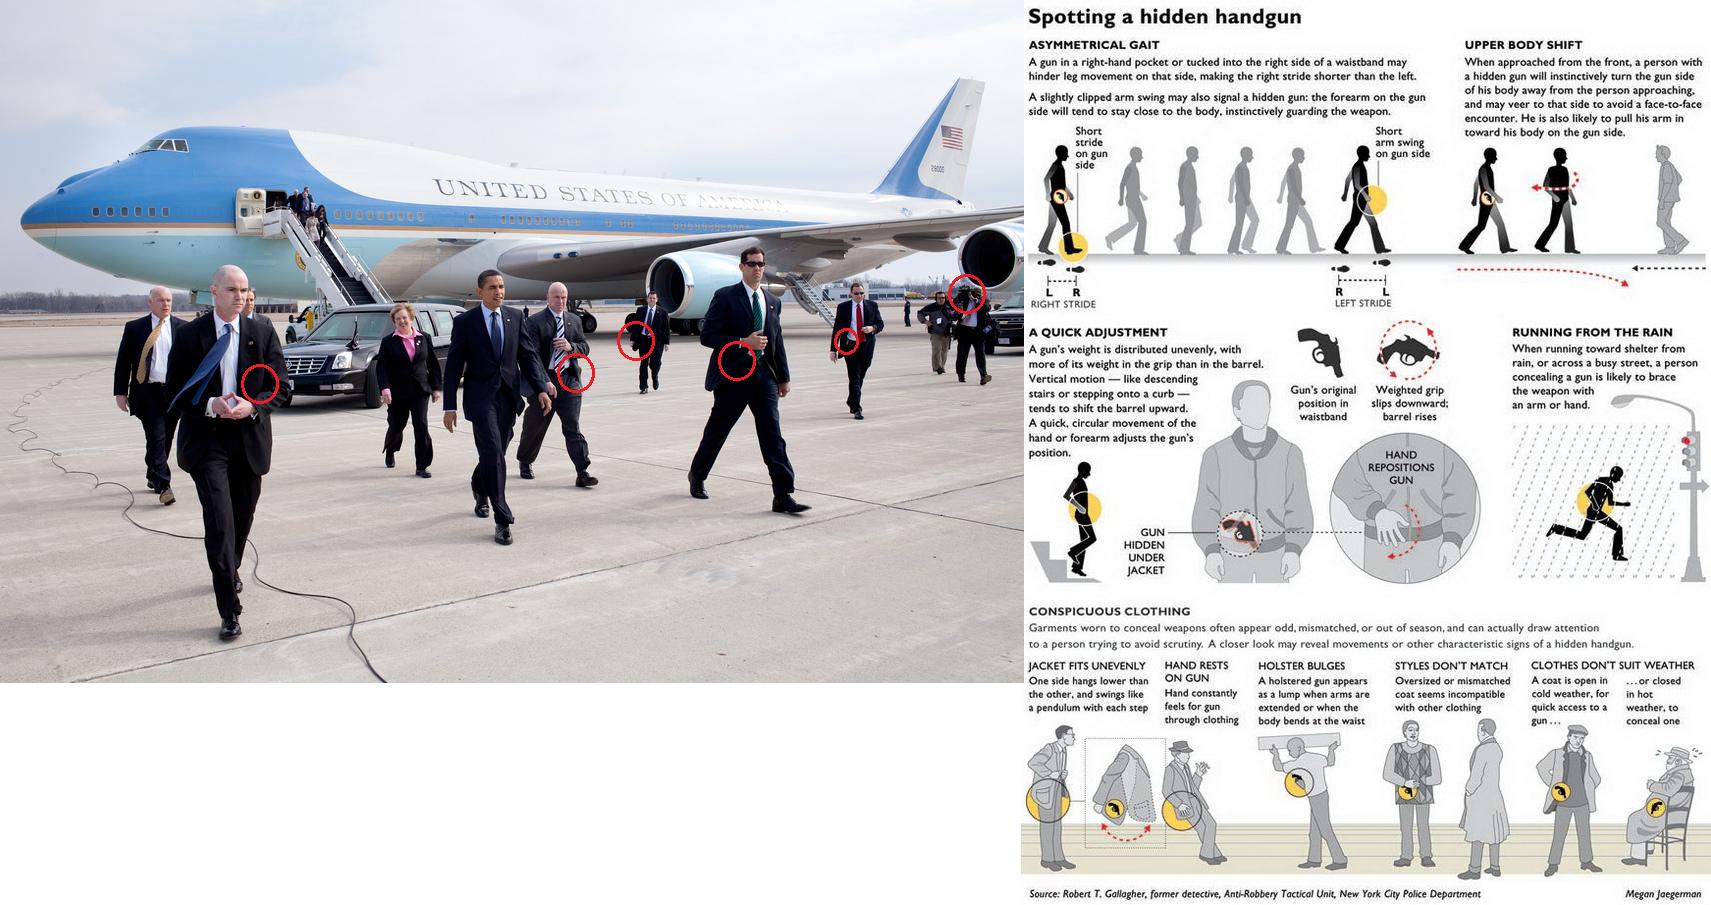 UNITED STATES OF AMERICA
28000
Spotting a hidden handgun
ASYMMETRICAL GAIT
A gun in a right-hand pocket or tucked into the right side of a waistband may
hinder leg movement on that side, making the right stride shorter than the left.
A slightly clipped arm swing may also signal a hidden gun: the forearm on the gun
side will tend to stay close to the body, instinctively guarding the weapon.
Short
stride
on gun
side
Short
arm swing
on gun side
L R
RIGHT STRIDE
R L
LEFT STRIDE
UPPER BODY SHIFT
When approached from the front, a person with
a hidden gun will instinctively turn the gun side
of his body away from the person approaching,
and may veer to that side to avoid a face-to-face
encounter. He is also likely to pull his arm in
toward his body on the gun side.
A QUICK ADJUSTMENT
A gun's weight is distributed unevenly, with
more of its weight in the grip than in the barrel.
Vertical motion — like descending
stairs or stepping onto a curb —
tends to shift the barrel upward.
A quick, circular movement of the
hand or forearm adjusts the gun's
position.
Gun's original
position in
waistband
Weighted grip
slips downward;
barrel rises
GUN
HIDDEN
UNDER
JACKET
HAND
REPOSITIONS
GUN
RUNNING FROM THE RAIN
When running toward shelter from
rain, or across a busy street, a person
concealing a gun is likely to brace
the weapon with
an arm or hand.
CONSPICUOUS CLOTHING
Garments worn to conceal weapons often appear odd, mismatched, or out of season, and can actually draw attention
to a person trying to avoid scrutiny. A closer look may reveal movements or other characteristic signs of a hidden handgun.
JACKET FITS UNEVENLY
One side hangs lower than
the other, and swings like
a pendulum with each step
HAND RESTS
ON GUN
Hand constantly
feels for gun
through clothing
HOLSTER BULGES
A holstered gun appears
as a lump when arms are
extended or when the
body bends at the waist
STYLES DON'T MATCH
Oversized or mismatched
coat seems incompatible
with other clothing
CLOTHES DON'T SUIT WEATHER
A coat is open in
cold weather, for
quick access to a
gun ...
... or closed
in hot
weather, to
conceal one
Source: Robert T. Gallagher, former detective, Anti-Robbery Tactical Unit, New York City Police Department
Megan Jaegerman